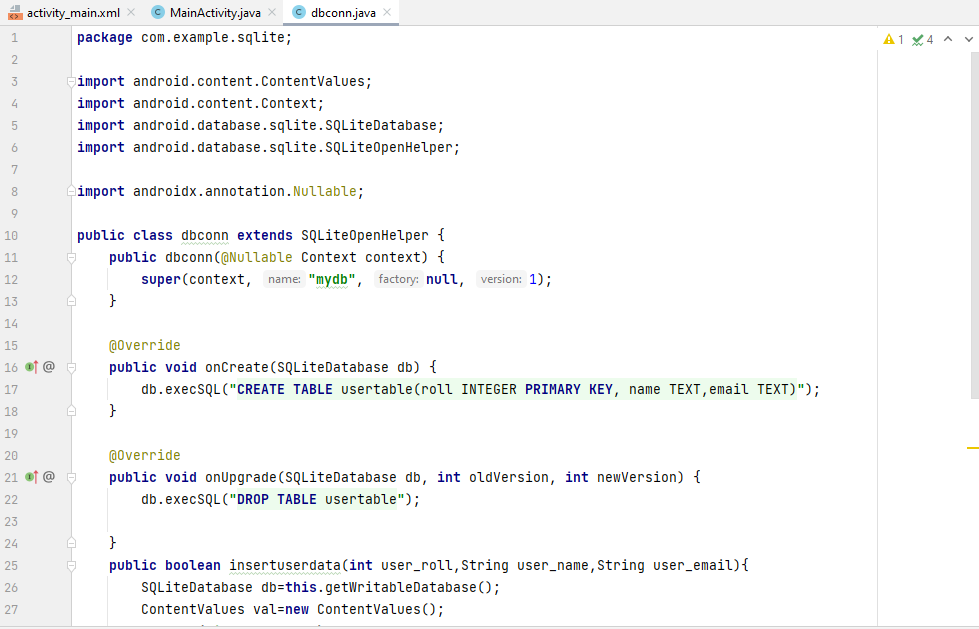 activity_main.xml MainActivity.java dbconn.java
1 package com.example.sqlite;
1 4
2
3 import android.content.ContentValues;
4 import android.content.Context;
5 import android.database.sqlite.SQLiteDatabase;
6 import android.database.sqlite.SQLiteOpenHelper;
7
8 import androidx.annotation.Nullable;
9
10 public class dbconn extends SQLiteOpenHelper {
11 public dbconn(@Nullable Context context) {
12 super(context, name: "mydb", factory: null, version: 1);
13 }
14
15 @Override
16 @ public void onCreate(SQLiteDatabase db) {
17 db.execSQL("CREATE TABLE usertable(roll INTEGER PRIMARY KEY, name TEXT,email TEXT)");
18 }
19
20 @Override
21 @ public void onUpgrade(SQLiteDatabase db, int oldVersion, int newVersion) {
22 db.execSQL("DROP TABLE usertable");
23
24 }
25 public boolean insertuserdata(int user_roll,String user_name,String user_email){
26 SQLiteDatabase db=this.getWritableDatabase();
27 ContentValues val=new ContentValues();